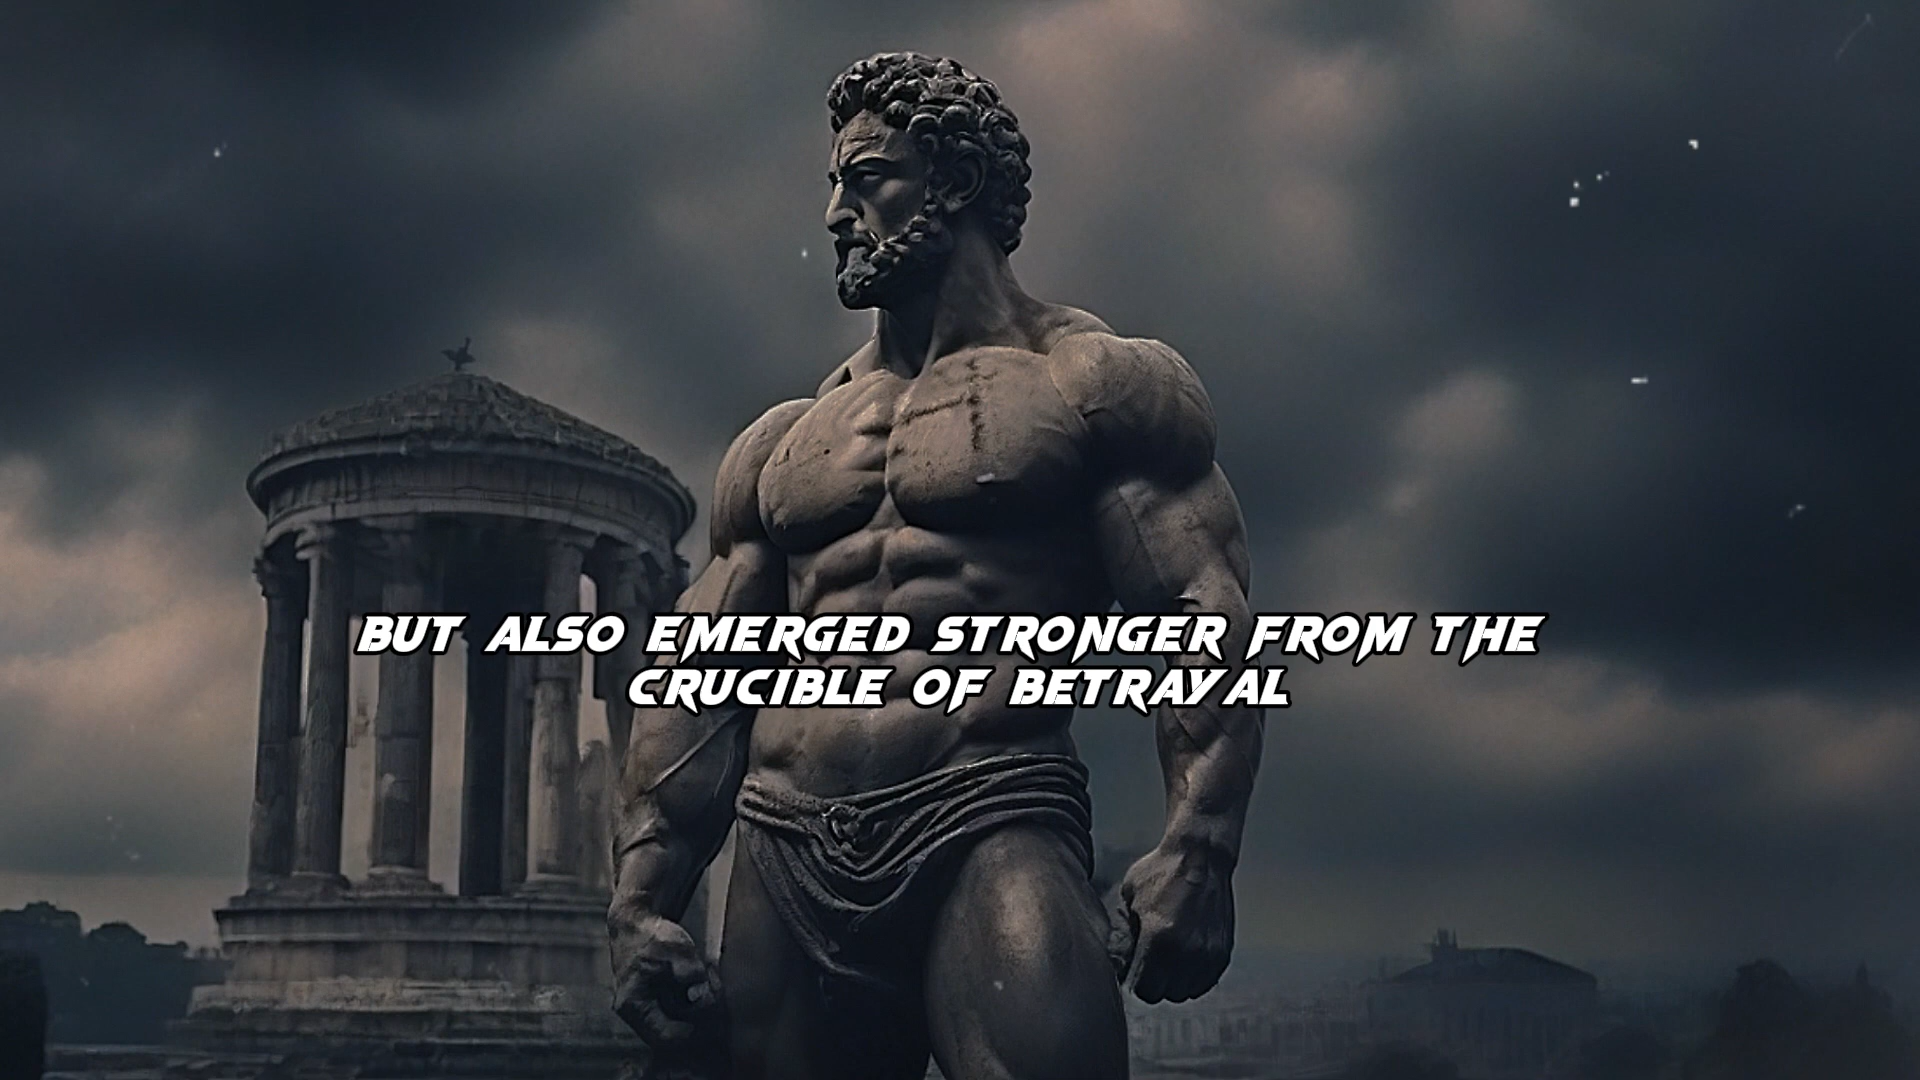 BUT ALSO EMERGED STRONGER FROM THE
CRUCIBLE OF BETRAYAL